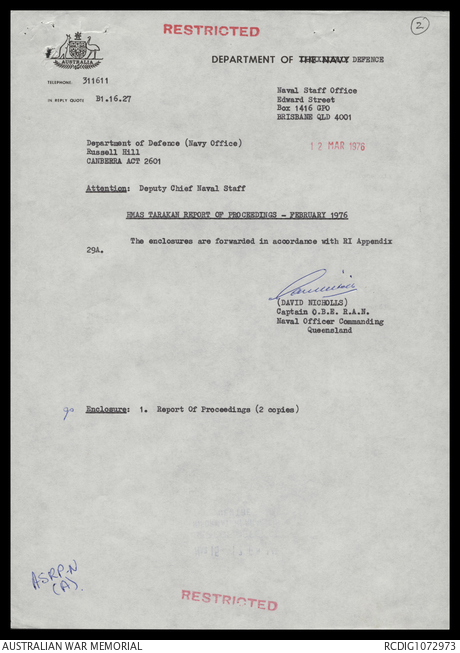 RESTRICTED
2
AUSTRALIA
DEPARTMENT OF THE NAVY DEFENCE
TELEPHONE 311611
IN REPLY QUOTE B1.16.27
Naval Staff Office
Edward Street
Box 1416 GPO
BRISBANE QLD 4001
Department of Defence (Navy Office)
Russell Hill
CANBERRA ACT 2601
12 MAR 1976
Attention: Deputy Chief Naval Staff
HMAS TARAKAN REPORT OF PROCEEDINGS - FEBRUARY 1976
The enclosures are forwarded in accordance with RI Appendix
29A.
(DAVID NICHOLLS)
Captain O.B.E. R.A.N.
Naval Officer Commanding
Queensland
Enclosure: 1. Report Of Proceedings (2 copies)
ASRP-N
(A).
RESTRICTED
AUSTRALIAN WAR MEMORIAL
RCDIG1072973